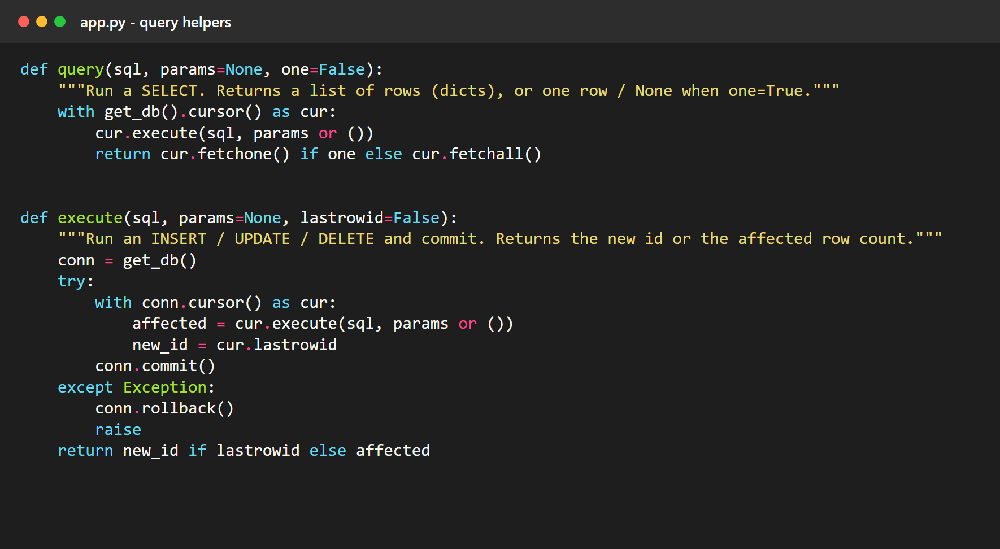 app.py - query helpers
def query(sql, params=None, one=False):
    """Run a SELECT. Returns a list of rows (dicts), or one row / None when one=True."""
    with get_db().cursor() as cur:
        cur.execute(sql, params or ())
        return cur.fetchone() if one else cur.fetchall()
def execute(sql, params=None, lastrowid=False):
    """Run an INSERT / UPDATE / DELETE and commit. Returns the new id or the affected row count."""
    conn = get_db()
    try:
        with conn.cursor() as cur:
            affected = cur.execute(sql, params or ())
            new_id = cur.lastrowid
        conn.commit()
    except Exception:
        conn.rollback()
        raise
    return new_id if lastrowid else affected